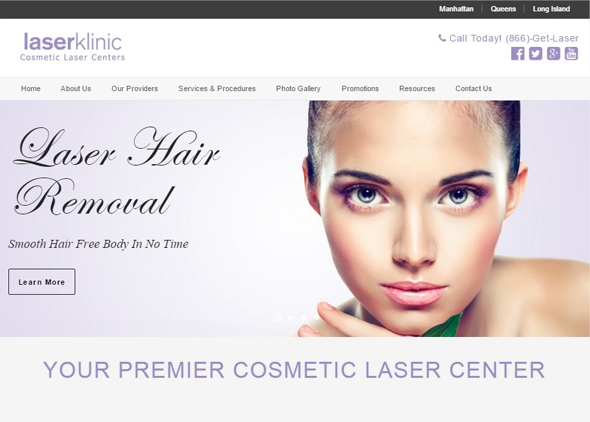 Manhattan | Queens | Long Island
laserklinic
Cosmetic Laser Centers
Call Today! (866)-Get-Laser
Home About Us Our Providers Services & Procedures Photo Gallery Promotions Resources Contact Us
Laser Hair
Removal
Smooth Hair Free Body In No Time
Learn More
YOUR PREMIER COSMETIC LASER CENTER